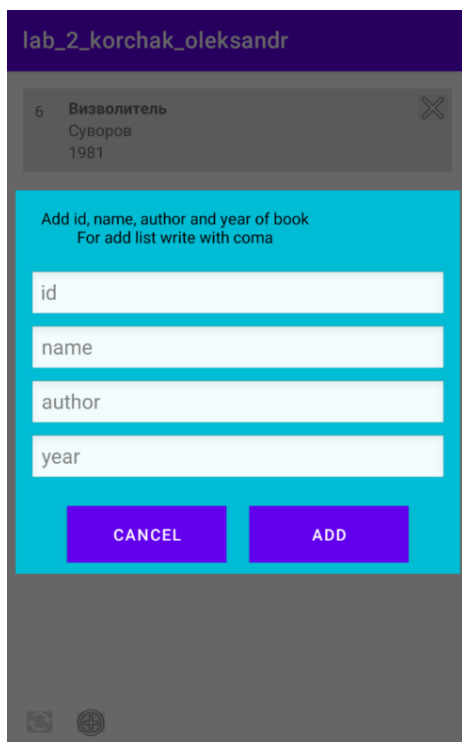 lab_2_korchak_oleksandr
6 Визволитель
Суворов
1981
Add id, name, author and year of book
For add list write with coma
id
name
author
year
CANCEL ADD